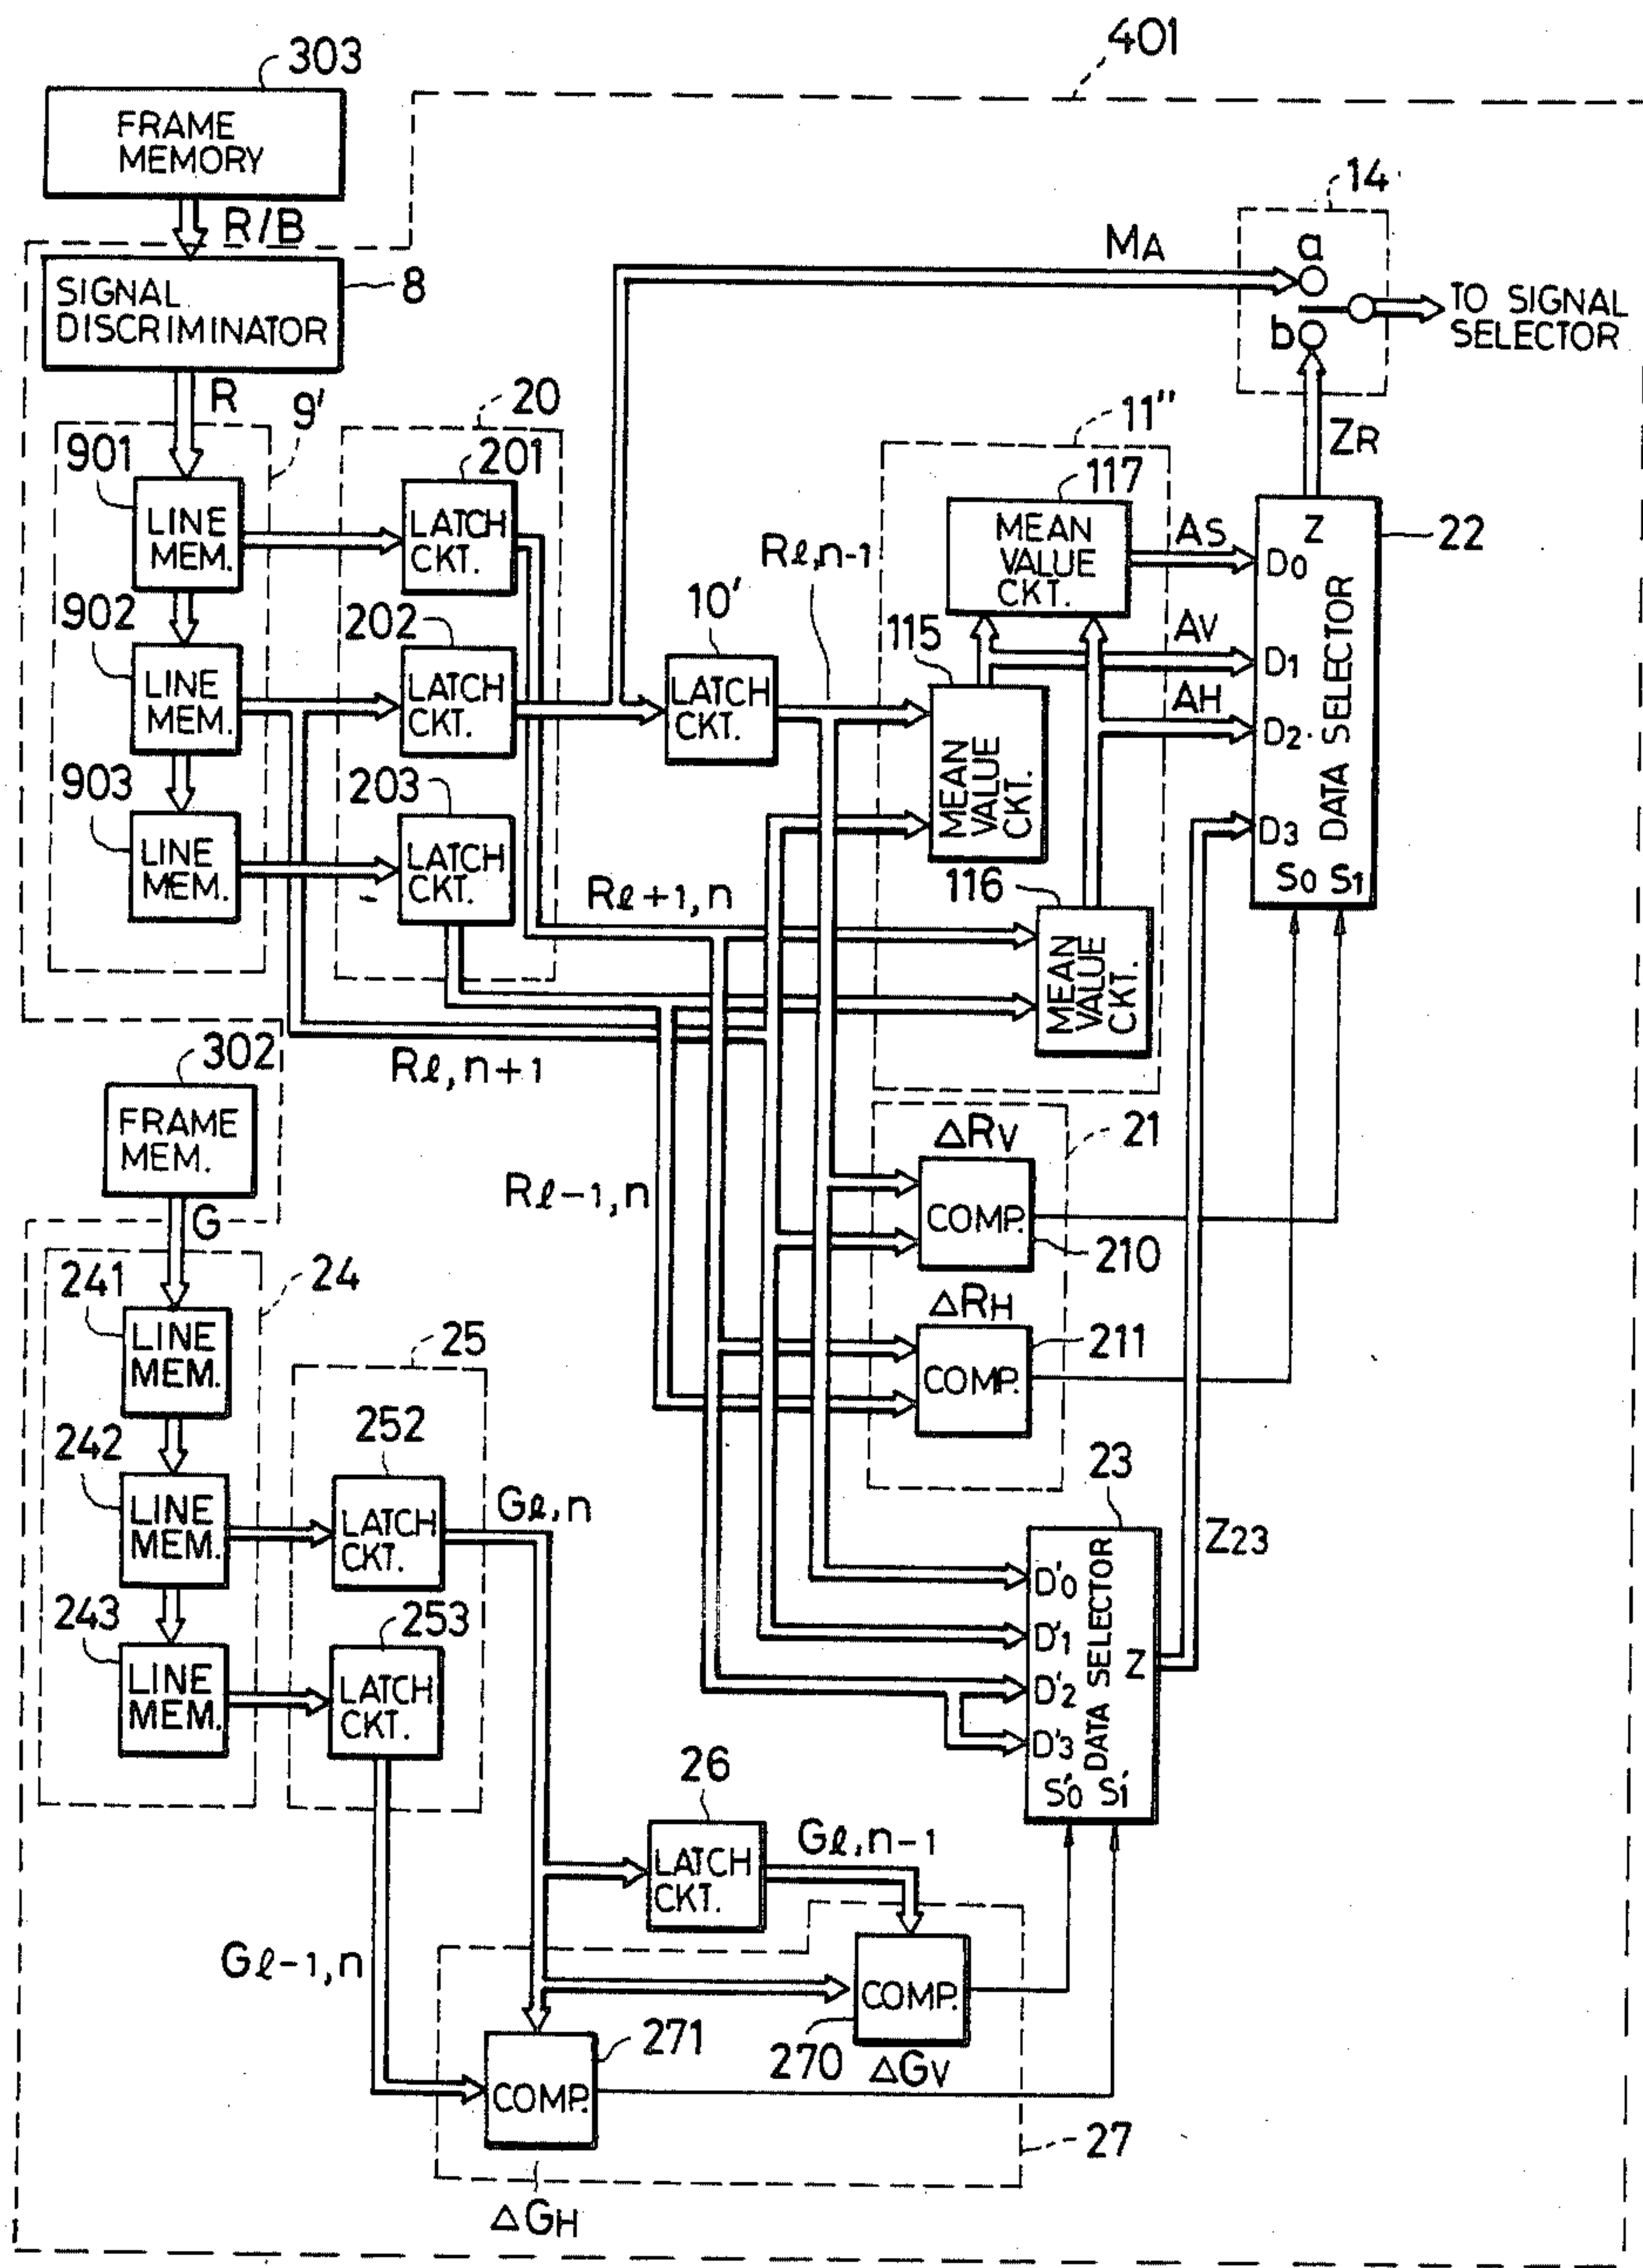 401
303
FRAME
MEMORY
R/B
14
MA
a
b
TO SIGNAL
SELECTOR
SIGNAL
DISCRIMINATOR
8
R
9'
20
11"
ZR
901
LINE
MEM.
201
LATCH
CKT.
117
MEAN
VALUE
CKT.
AS
Z
D0
22
Rℓ,n-1
902
LINE
MEM.
202
LATCH
CKT.
10'
LATCH
CKT.
115
MEAN
VALUE
CKT.
AV
D1
AH
D2
DATA SELECTOR
903
LINE
MEM.
203
LATCH
CKT.
D3
S0 S1
Rℓ+1,n
116
MEAN
VALUE
CKT.
Rℓ,n+1
302
FRAME
MEM.
G
ΔRV
21
Rℓ-1,n
COMP.
210
ΔRH
COMP.
211
24
241
LINE
MEM.
25
242
LINE
MEM.
252
LATCH
CKT.
Gℓ,n
23
Z23
D'0
D'1
D'2
D'3
DATA SELECTOR
Z
S'0 S'1
243
LINE
MEM.
253
LATCH
CKT.
26
LATCH
CKT.
Gℓ,n-1
Gℓ-1,n
COMP.
270
ΔGV
271
COMP.
27
ΔGH